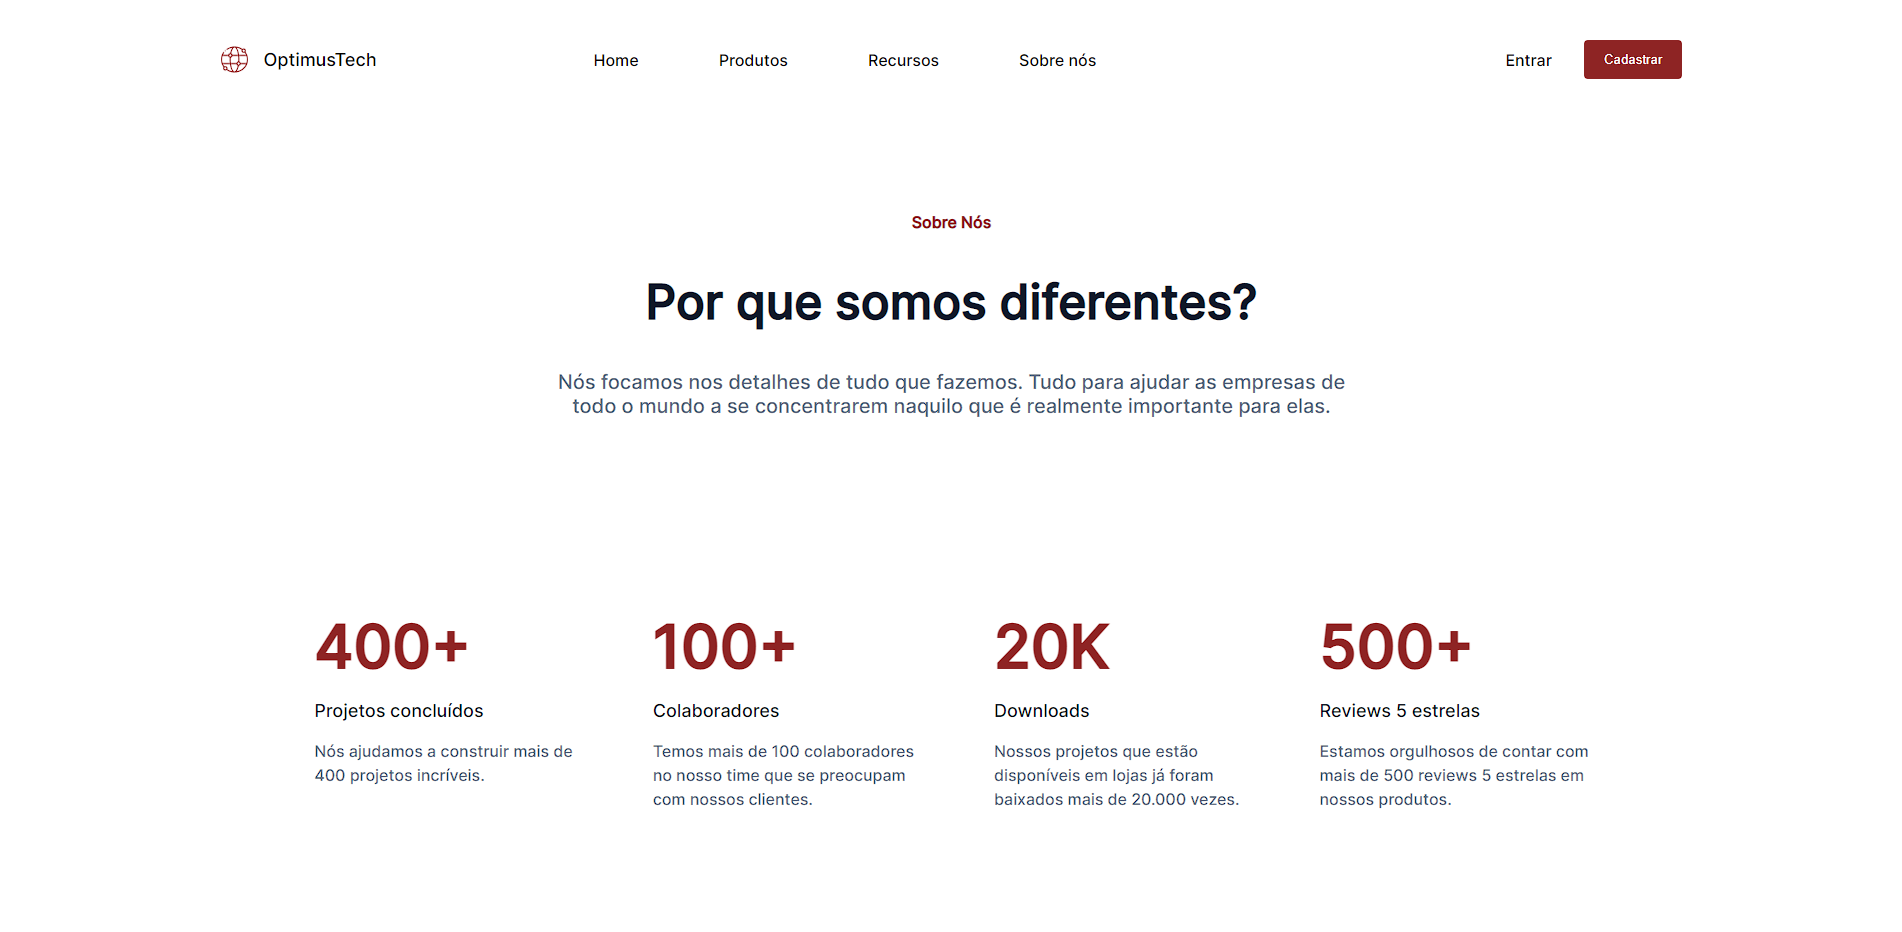 OptimusTech
Home
Produtos
Recursos
Sobre nós
Entrar
Cadastrar
Sobre Nós
Por que somos diferentes?
Nós focamos nos detalhes de tudo que fazemos. Tudo para ajudar as empresas de
todo o mundo a se concentrarem naquilo que é realmente importante para elas.
400+
Projetos concluídos
Nós ajudamos a construir mais de
400 projetos incríveis.
100+
Colaboradores
Temos mais de 100 colaboradores
no nosso time que se preocupam
com nossos clientes.
20K
Downloads
Nossos projetos que estão
disponíveis em lojas já foram
baixados mais de 20.000 vezes.
500+
Reviews 5 estrelas
Estamos orgulhosos de contar com
mais de 500 reviews 5 estrelas em
nossos produtos.